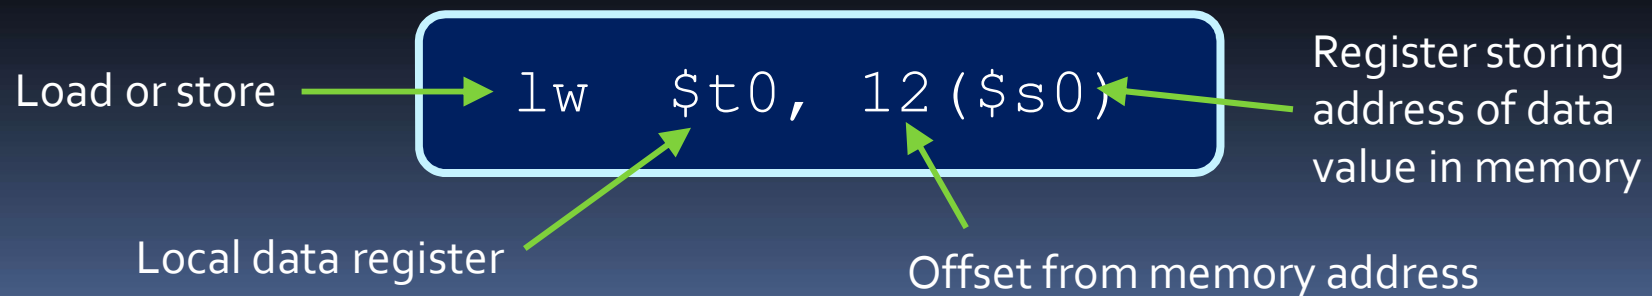 Load or store
lw $t0, 12($s0)
Register storing
address of data
value in memory
Local data register
Offset from memory address